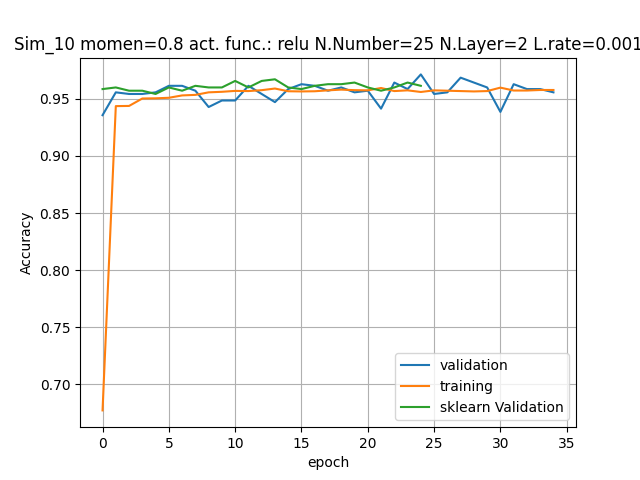 Sim_10 momen=0.8 act. func.: relu N.Number=25 N.Layer=2 L.rate=0.001
0.95
0.90
0.85
0.80
0.75
0.70
Accuracy
validation
training
sklearn Validation
0 5 10 15 20 25 30 35
epoch